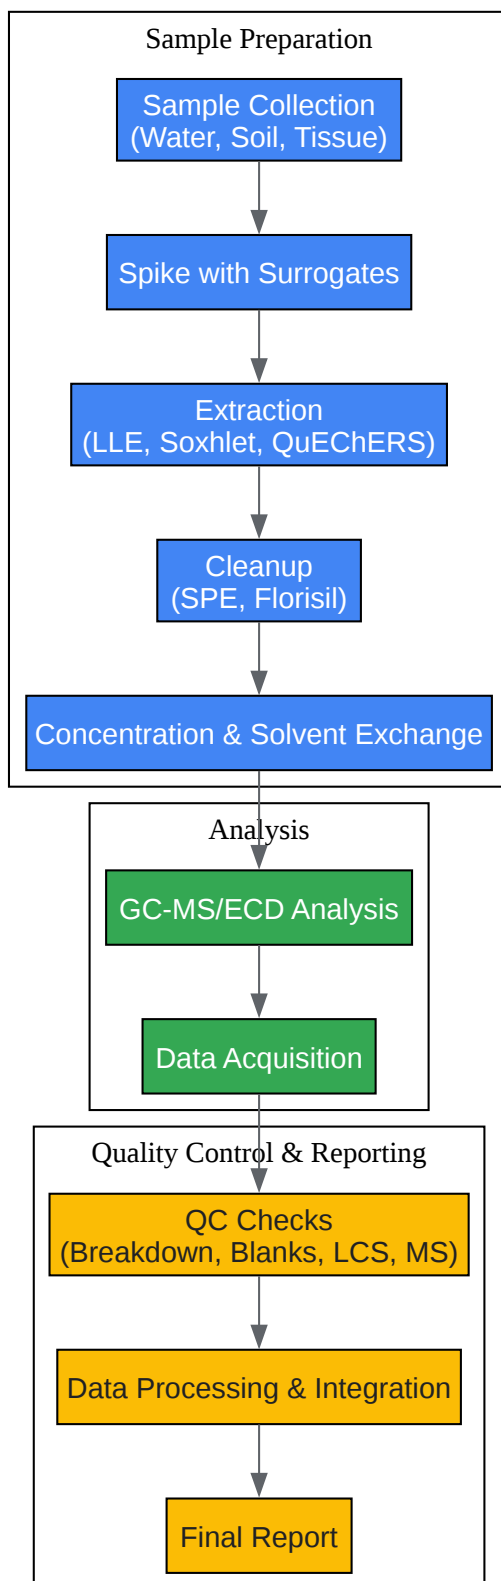 Sample Preparation
Sample Collection
(Water, Soil, Tissue)
Spike with Surrogates
Extraction
(LLE, Soxhlet, QuEChERS)
Cleanup
(SPE, Florisil)
Concentration & Solvent Exchange
Analysis
GC-MS/ECD Analysis
Data Acquisition
Quality Control & Reporting
QC Checks
(Breakdown, Blanks, LCS, MS)
Data Processing & Integration
Final Report